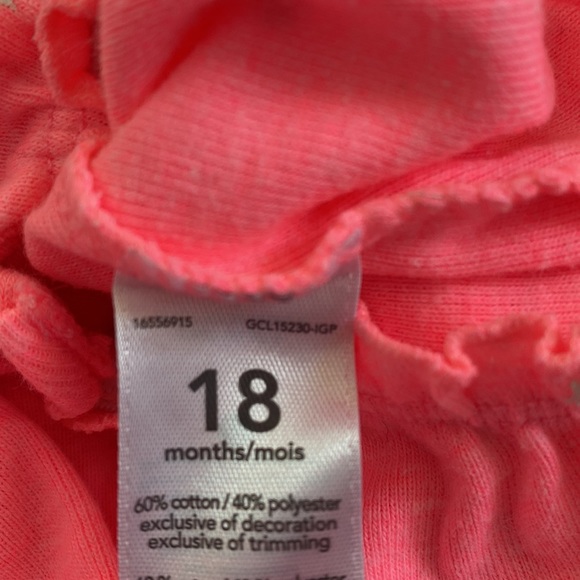 16556915 GCL15230-IGP
18
months/mois
60% cotton / 40% polyester
exclusive of decoration
exclusive of trimming